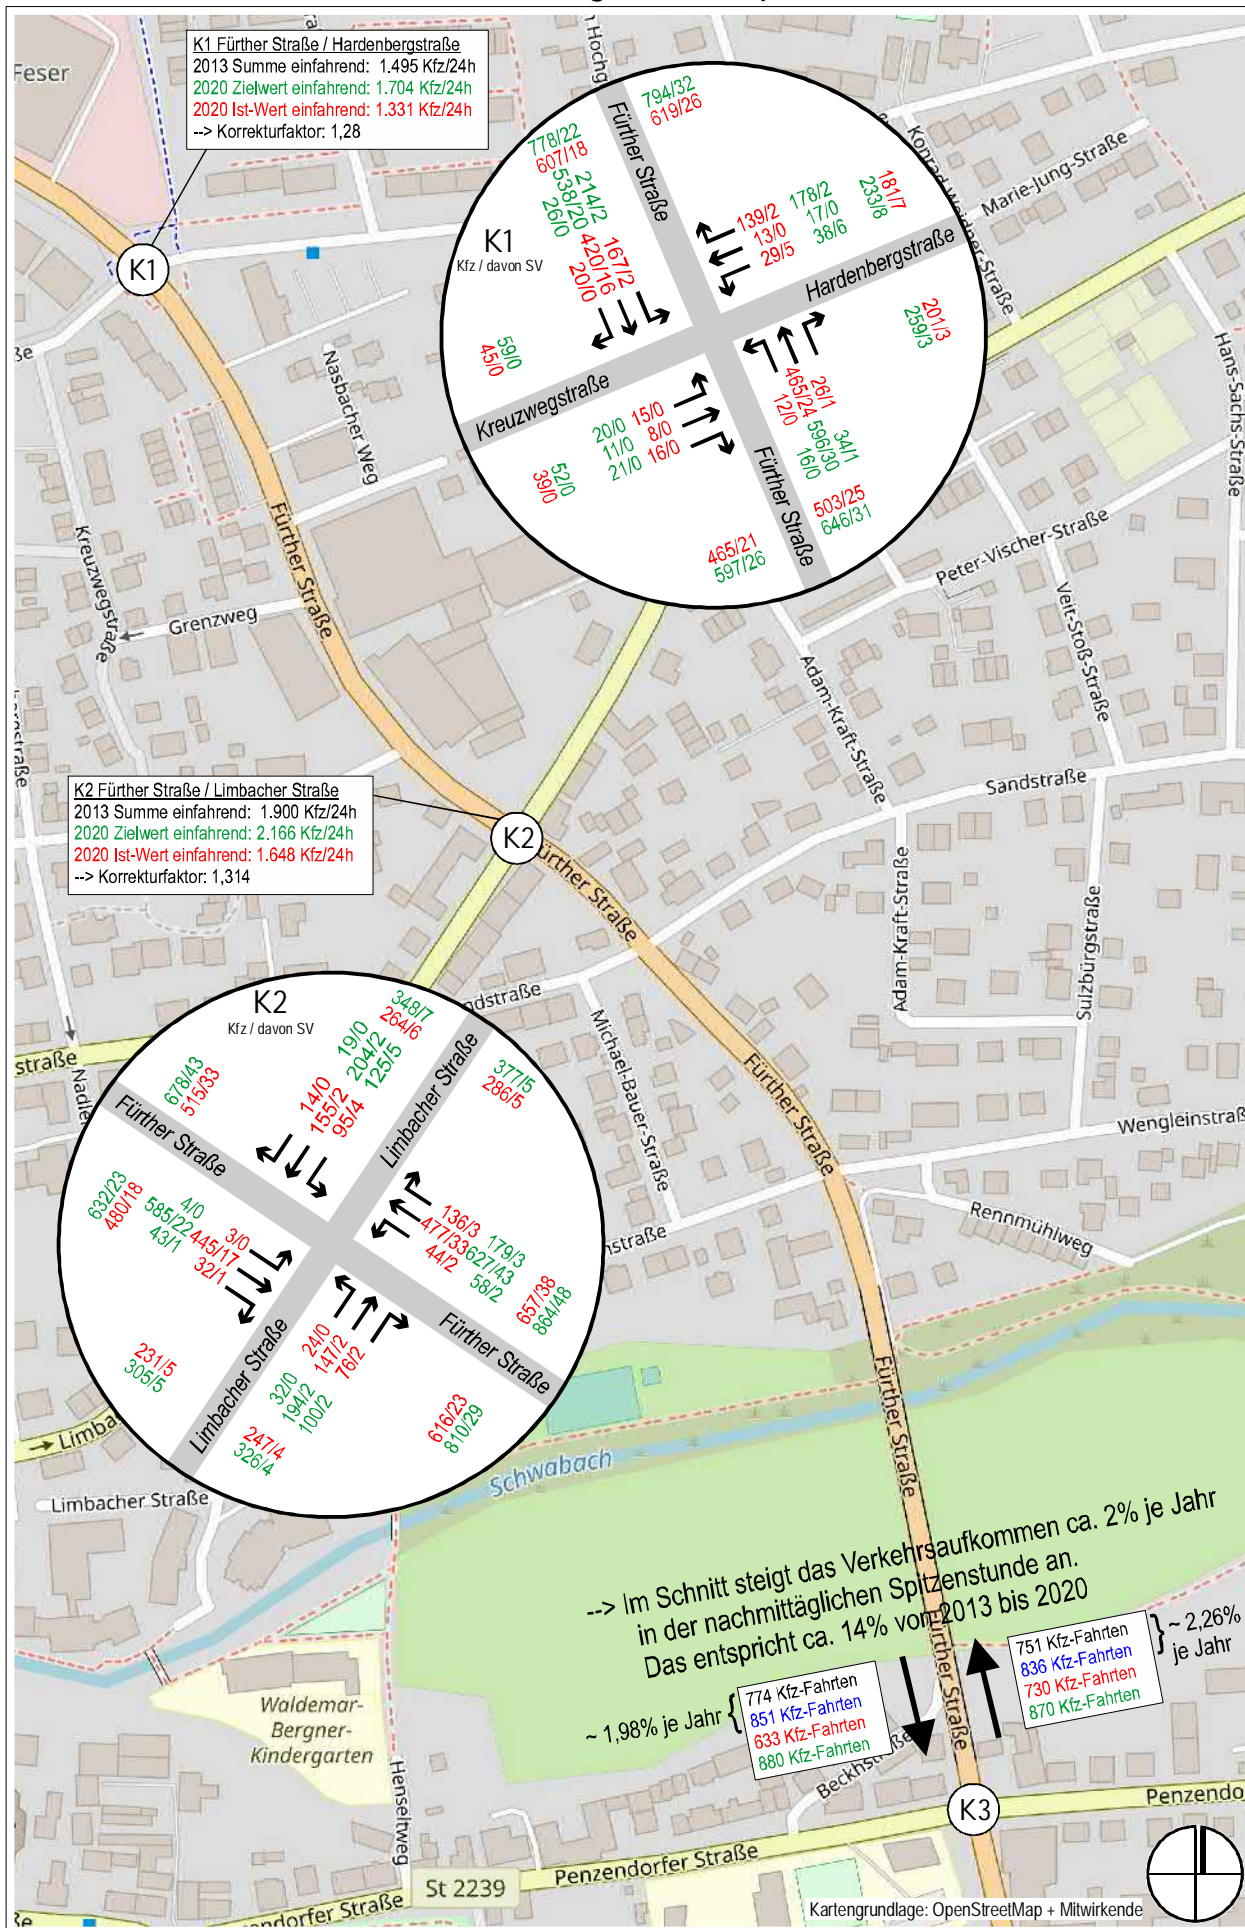 K1 Fürther Straße / Hardenbergstraße
2013 Summe einfahrend: 1.495 Kfz/24h
2020 Zielwert einfahrend: 1.704 Kfz/24h
2020 Ist-Wert einfahrend: 1.331 Kfz/24h
--> Korrekturfaktor: 1,28
Feser
K1
Konrad-Weidner-Straße
Marie-Jung-Straße
Hans-Sachs-Straße
K1
Kfz / davon SV
Fürther Straße
794/32
619/26
778/22
607/18
214/2
538/20
26/0
167/2
420/16
20/0
139/2
13/0
29/5
178/2
17/0
38/6
181/7
233/8
Hardenbergstraße
201/3
259/3
59/0
45/0
Kreuzwegstraße
20/0
11/0
21/0
15/0
8/0
16/0
52/0
39/0
26/1
465/24
12/0
34/1
596/30
16/0
Fürther Straße
503/25
646/31
465/21
597/26
Nasbacher Weg
Kreuzwegstraße
Grenzweg
Fürther Straße
Peter-Vischer-Straße
Veit-Stoß-Straße
Adam-Kraft-Straße
Sandstraße
K2 Fürther Straße / Limbacher Straße
2013 Summe einfahrend: 1.900 Kfz/24h
2020 Zielwert einfahrend: 2.166 Kfz/24h
2020 Ist-Wert einfahrend: 1.648 Kfz/24h
--> Korrekturfaktor: 1,314
K2
Fürther Straße
Adam-Kraft-Straße
Sulzbürgstraße
Michael-Bauer-Straße
ndstraße
straße
Fürther Straße
Wengleinstraß
Rennmühlweg
nstraße
K2
Kfz / davon SV
348/7
264/6
19/0
204/2
125/5
14/0
155/2
95/4
Limbacher Straße
377/5
286/5
678/43
515/33
Fürther Straße
632/23
480/18
4/0
585/22
43/1
3/0
445/17
32/1
136/3
477/33
44/2
179/3
627/43
58/2
657/38
864/48
Fürther Straße
616/23
810/29
24/0
147/2
76/2
32/0
194/2
100/2
Limbacher Straße
231/5
305/5
247/4
326/4
Limba
Limbacher Straße
Schwabach
Fürther Straße
--> Im Schnitt steigt das Verkehrsaufkommen ca. 2% je Jahr
in der nachmittäglichen Spitzenstunde an.
Das entspricht ca. 14% von 2013 bis 2020
Fürther Straße
751 Kfz-Fahrten
836 Kfz-Fahrten
730 Kfz-Fahrten
870 Kfz-Fahrten
~ 2,26%
je Jahr
~ 1,98% je Jahr
774 Kfz-Fahrten
851 Kfz-Fahrten
633 Kfz-Fahrten
880 Kfz-Fahrten
Waldemar-
Bergner-
Kindergarten
Henseltweg
Beckhstraße
K3
Penzendo
Penzendorfer Straße
St 2239
endorfer Straße
Kartengrundlage: OpenStreetMap + Mitwirkende